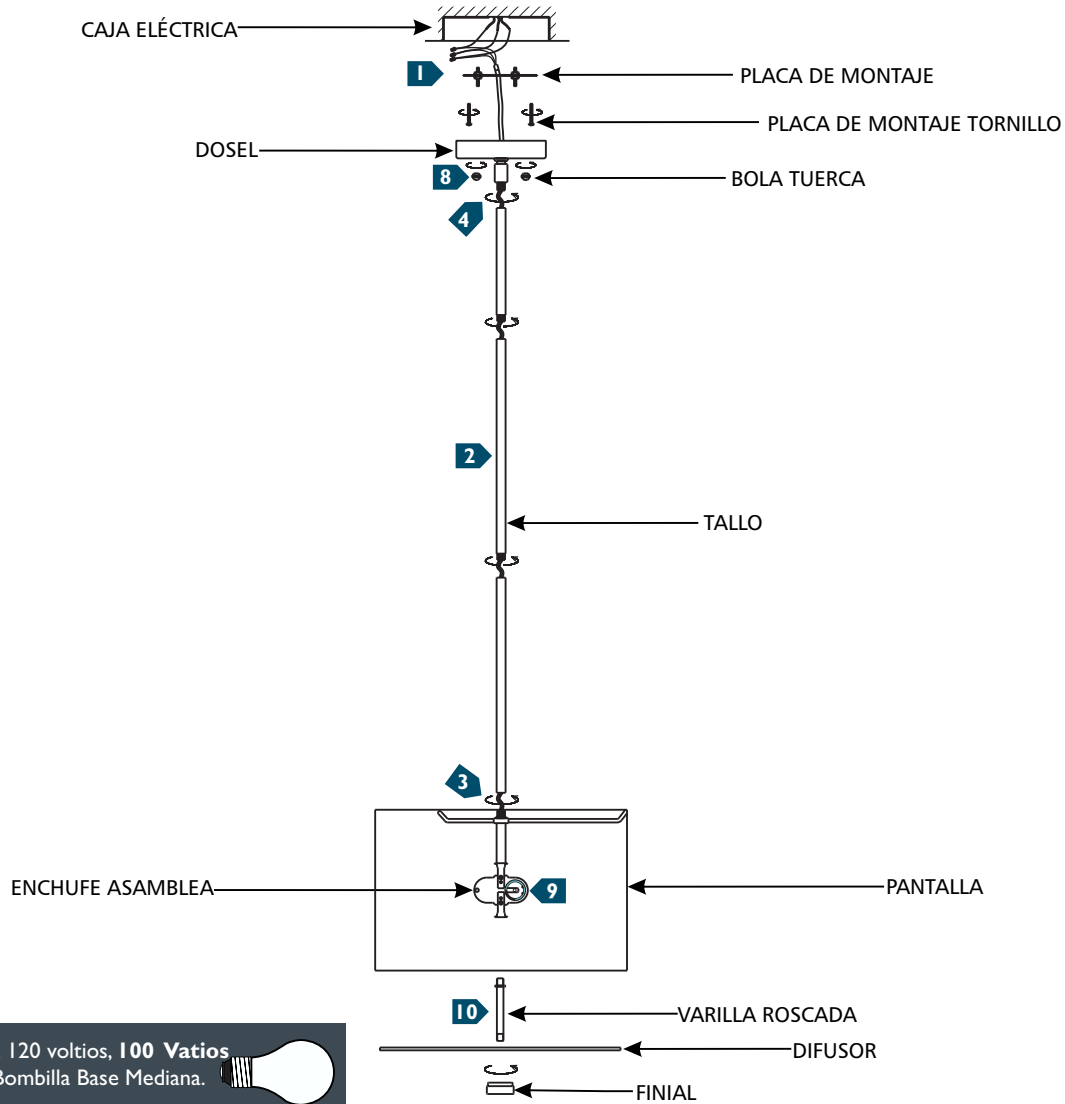 CAJA ELÉCTRICA
1
PLACA DE MONTAJE
PLACA DE MONTAJE TORNILLO
DOSEL
8
BOLA TUERCA
4
2
TALLO
3
ENCHUFE ASAMBLEA
9
PANTALLA
10
VARILLA ROSCADA
120 voltios, 100 Vatios
Bombilla Base Mediana.
DIFUSOR
FINIAL